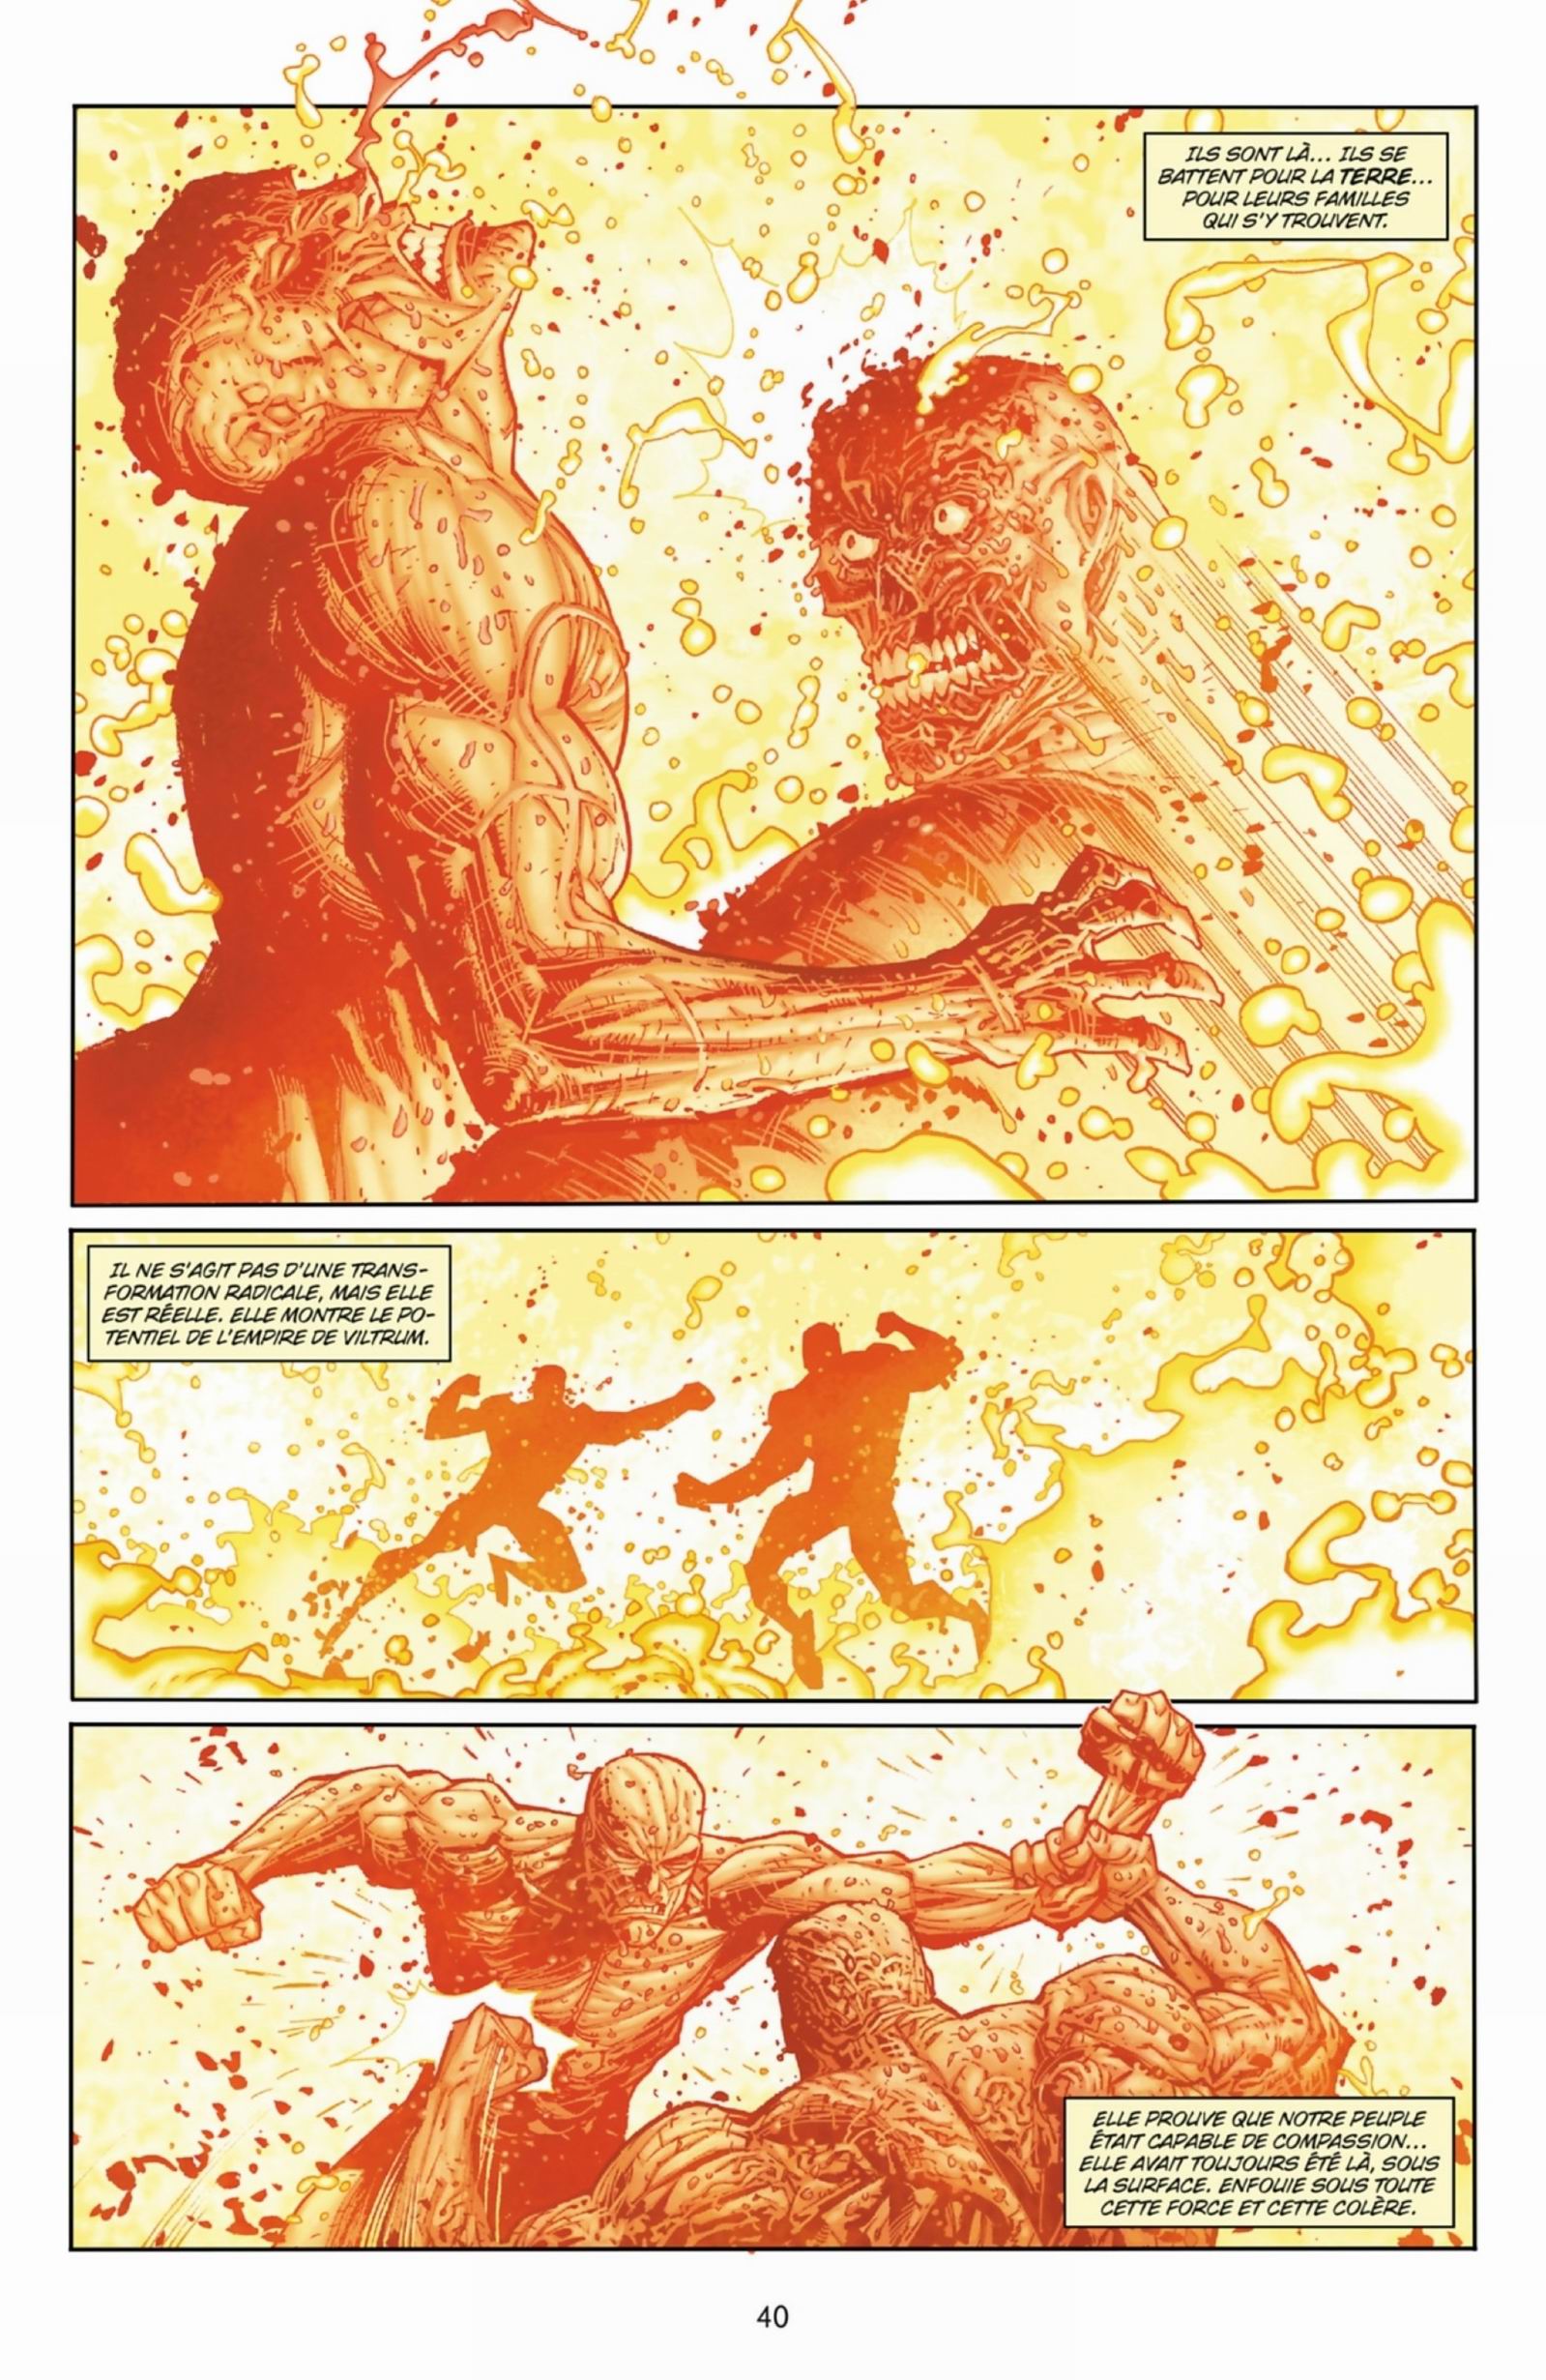 ILS SONT LÀ... ILS SE
BATTENT POUR LA TERRE...
POUR LEURS FAMILLES
QUI S'Y TROUVENT.
IL NE S'AGIT PAS D'UNE TRANS-
FORMATION RADICALE, MAIS ELLE
EST RÉELLE. ELLE MONTRE LE PO-
TENTIEL DE L'EMPIRE DE VILTRUM.
ELLE PROUVE QUE NOTRE PEUPLE
ÉTAIT CAPABLE DE COMPASSION...
ELLE AVAIT TOUJOURS ÉTÉ LÀ, SOUS
LA SURFACE. ENFOUIE SOUS TOUTE
CETTE FORCE ET CETTE COLÈRE.
40